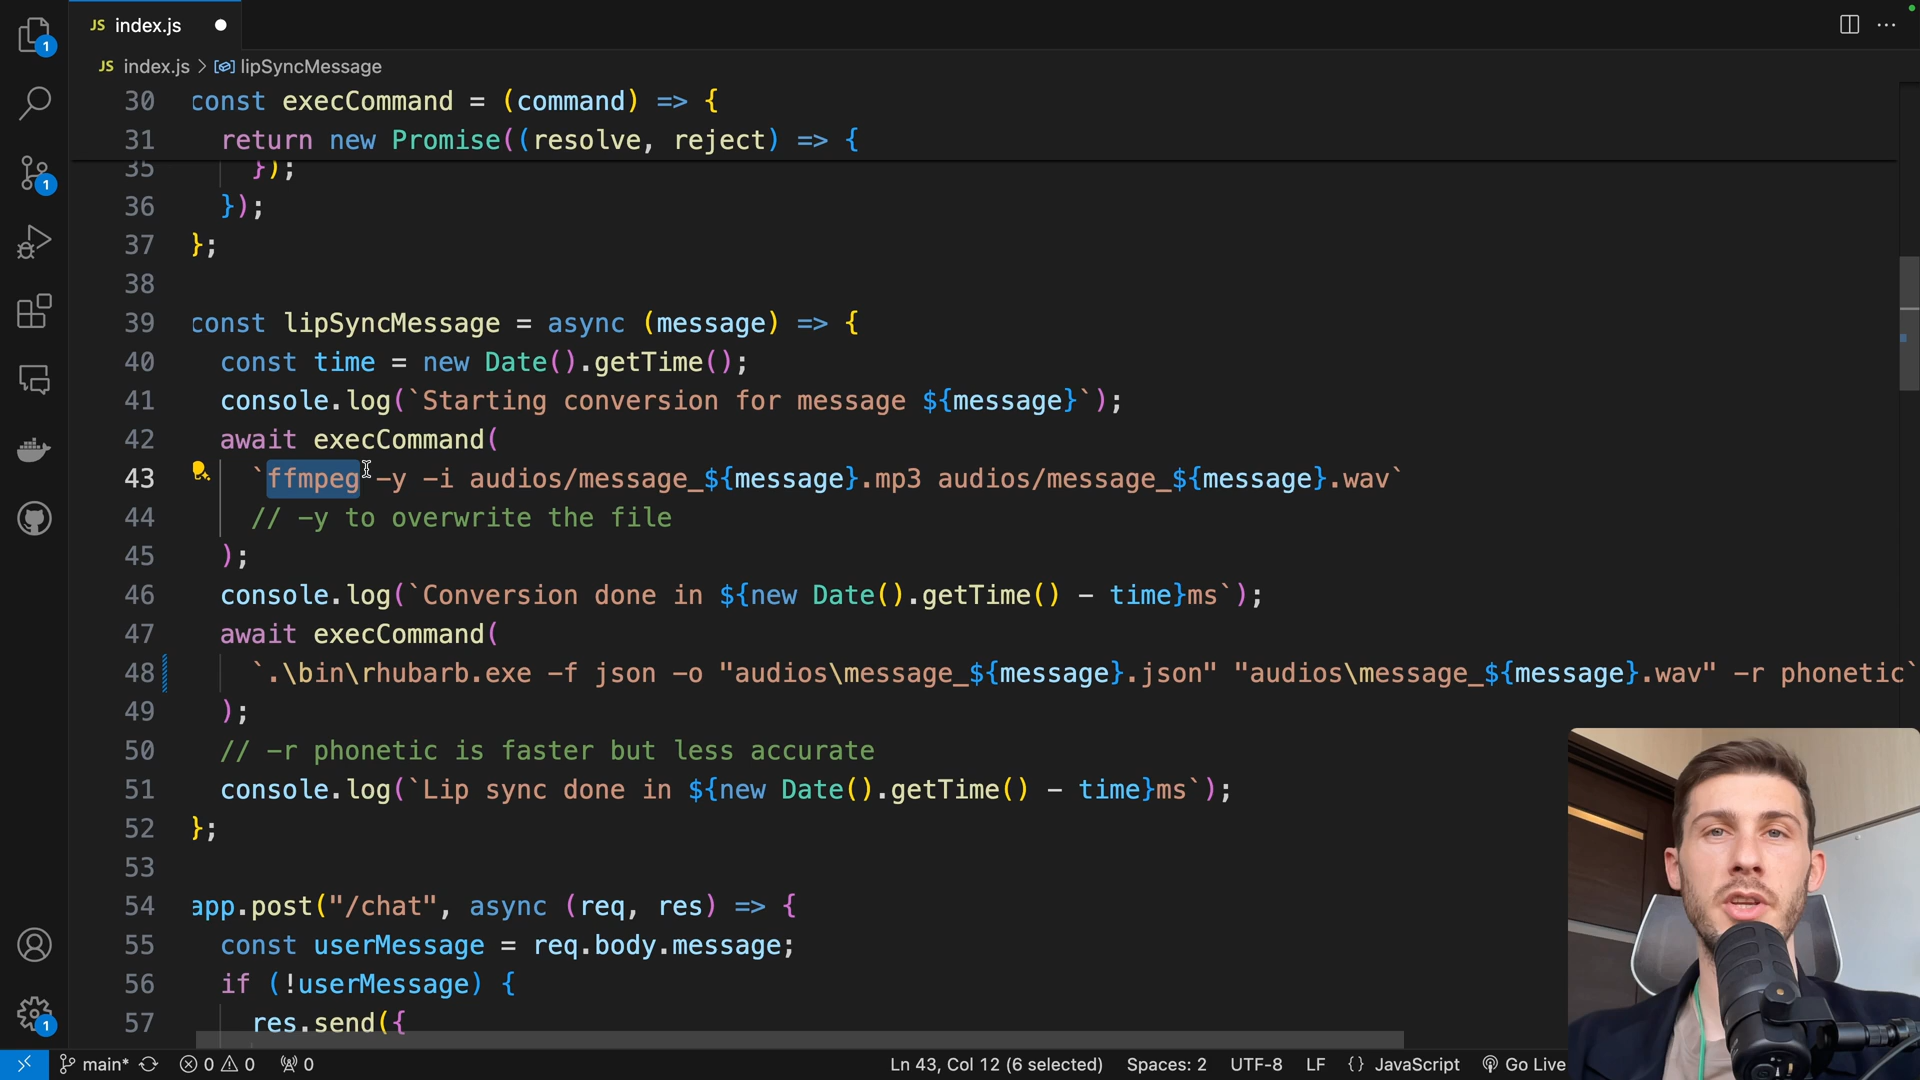 JS index.js
JS index.js > lipSyncMessage
30 const execCommand = (command) => {
31 return new Promise((resolve, reject) => {
35 });
36 });
37 };
38
39 const lipSyncMessage = async (message) => {
40 const time = new Date().getTime();
41 console.log(`Starting conversion for message ${message}`);
42 await execCommand(
43 `ffmpeg -y -i audios/message_${message}.mp3 audios/message_${message}.wav`
44 // -y to overwrite the file
45 );
46 console.log(`Conversion done in ${new Date().getTime() - time}ms`);
47 await execCommand(
48 `.\bin\rhubarb.exe -f json -o "audios\message_${message}.json" "audios\message_${message}.wav" -r phonetic`
49 );
50 // -r phonetic is faster but less accurate
51 console.log(`Lip sync done in ${new Date().getTime() - time}ms`);
52 };
53
54 app.post("/chat", async (req, res) => {
55 const userMessage = req.body.message;
56 if (!userMessage) {
57 res.send({
1
1
1
main* 0 0 0 Ln 43, Col 12 (6 selected) Spaces: 2 UTF-8 LF {} JavaScript Go Live